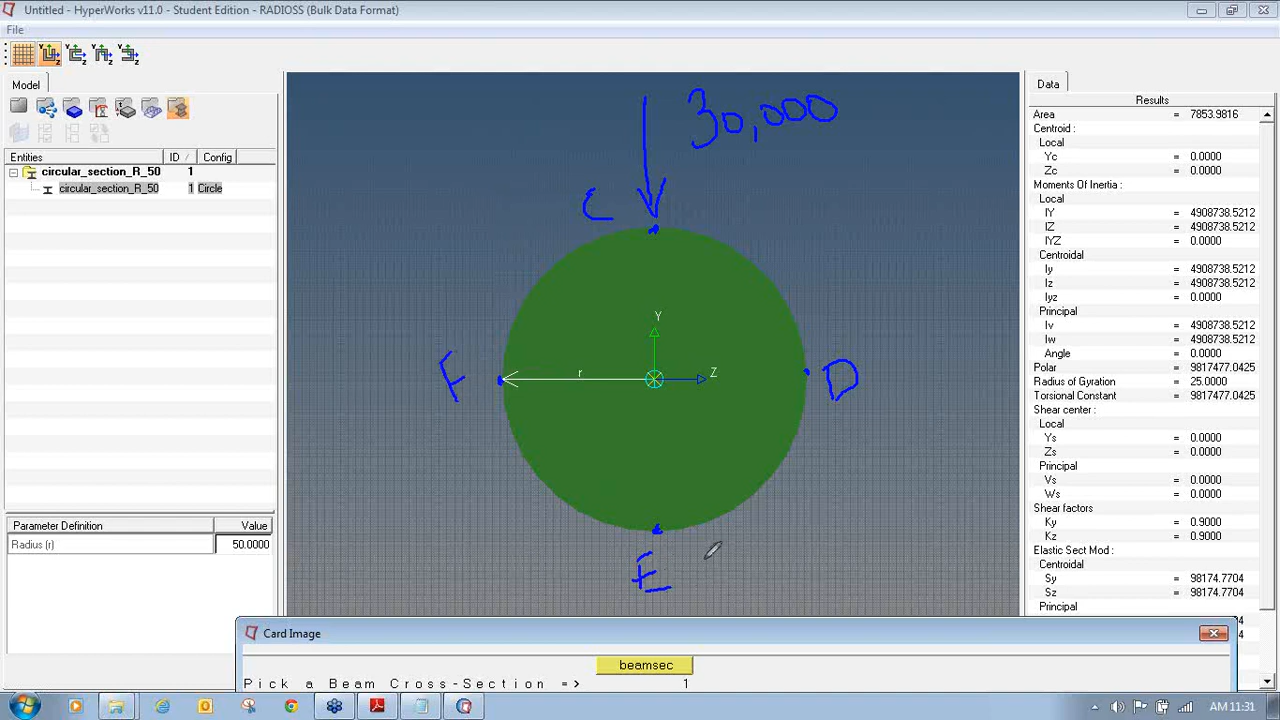 Untitled - HyperWorks v11.0 - Student Edition - RADIOSS (Bulk Data Format)
File
Model
Entities ID Config
circular_section_R_50 1
circular_section_R_50 1 Circle
Parameter Definition Value
Radius (r) 50.0000
30,000
C
Y
F
r
Z
D
E
Data
Results
Area = 7853.9816
Centroid :
Local
Yc = 0.0000
Zc = 0.0000
Moments Of Inertia :
Local
IY = 4908738.5212
IZ = 4908738.5212
IYZ = 0.0000
Centroidal
Iy = 4908738.5212
Iz = 4908738.5212
Iyz = 0.0000
Principal
Iv = 4908738.5212
Iw = 4908738.5212
Angle = 0.0000
Polar = 9817477.0425
Radius of Gyration = 25.0000
Torsional Constant = 9817477.0425
Shear center :
Local
Ys = 0.0000
Zs = 0.0000
Principal
Vs = 0.0000
Ws = 0.0000
Shear factors
Ky = 0.9000
Kz = 0.9000
Elastic Sect Mod :
Centroidal
Sy = 98174.7704
Sz = 98174.7704
Principal
Card Image
beamsec
Pick a Beam Cross-Section => 1
AM 11:31